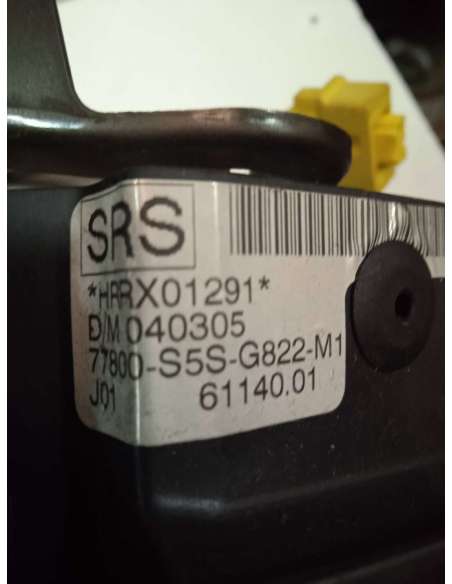 SRS
*HRRX01291*
D/M 040305
77800-S5S-G822-M1
J01 61140.01